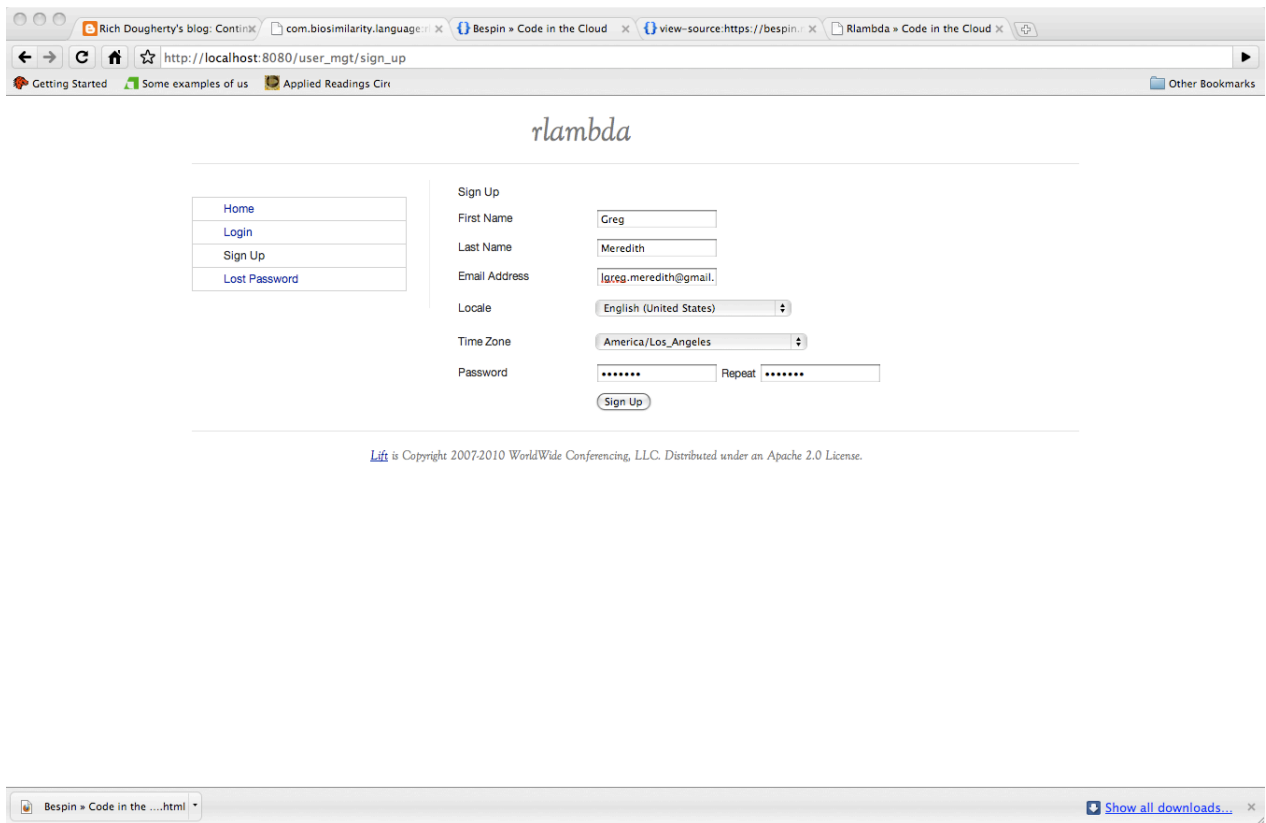 Rich Dougherty's blog: Contin
com.biosimilarity.language:r
Bespin » Code in the Cloud
view-source:https://bespin.
Rlambda » Code in the Cloud
http://localhost:8080/user_mgt/sign_up
Getting Started Some examples of us Applied Readings Circ Other Bookmarks
rlambda
Home
Login
Sign Up
Lost Password
Sign Up
First Name Greg
Last Name Meredith
Email Address lgreg.meredith@gmail.
Locale English (United States)
Time Zone America/Los_Angeles
Password ••••••• Repeat •••••••
Sign Up
Lift is Copyright 2007-2010 WorldWide Conferencing, LLC. Distributed under an Apache 2.0 License.
Bespin » Code in the ....html Show all downloads...